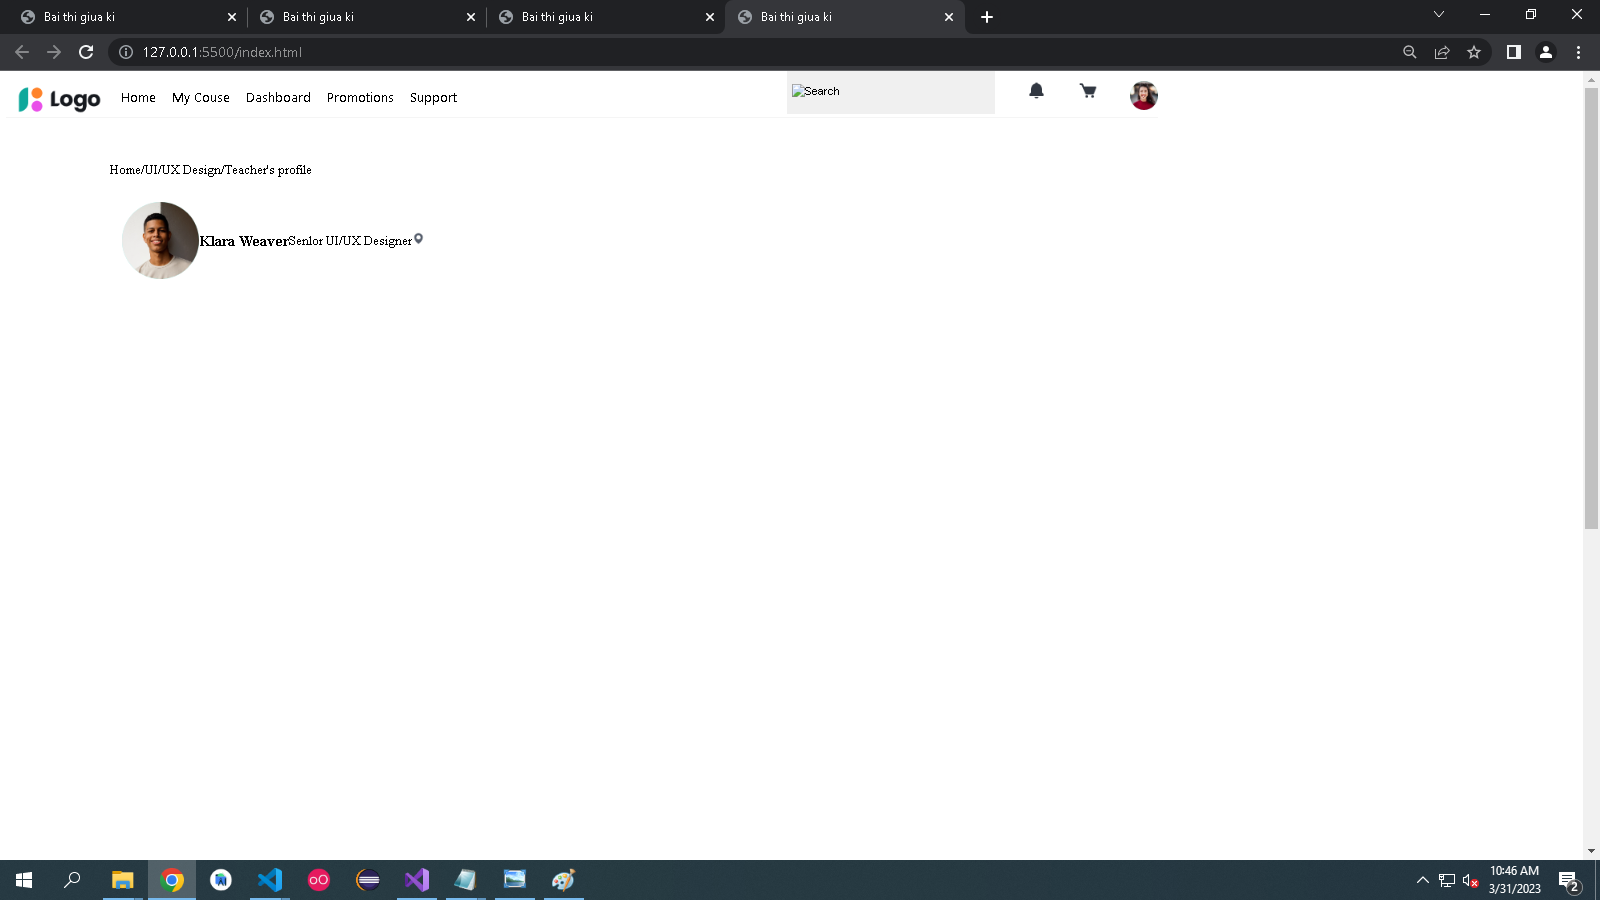 Bai thi giua ki
Bai thi giua ki
Bai thi giua ki
Bai thi giua ki
127.0.0.1:5500/index.html
Logo
Home
My Couse
Dashboard
Promotions
Support
Search
Home/UI/UX Design/Teacher's profile
Klara Weaver
Senlor UI/UX Designer
10:46 AM
3/31/2023
2